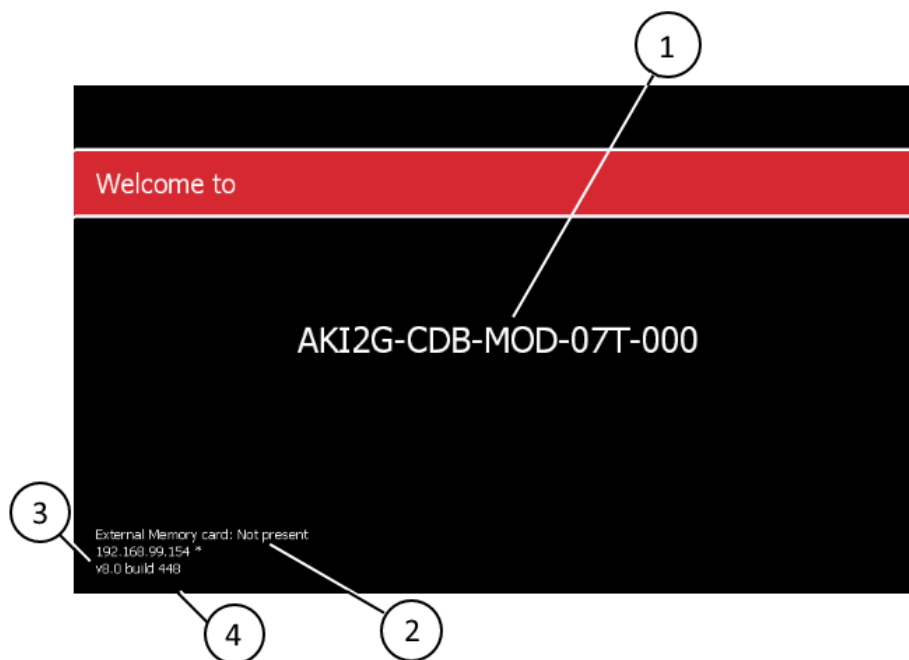 1
Welcome to
AKI2G-CDB-MOD-07T-000
3
External Memory card: Not present
192.168.99.154 *
v8.0 build 448
4
2